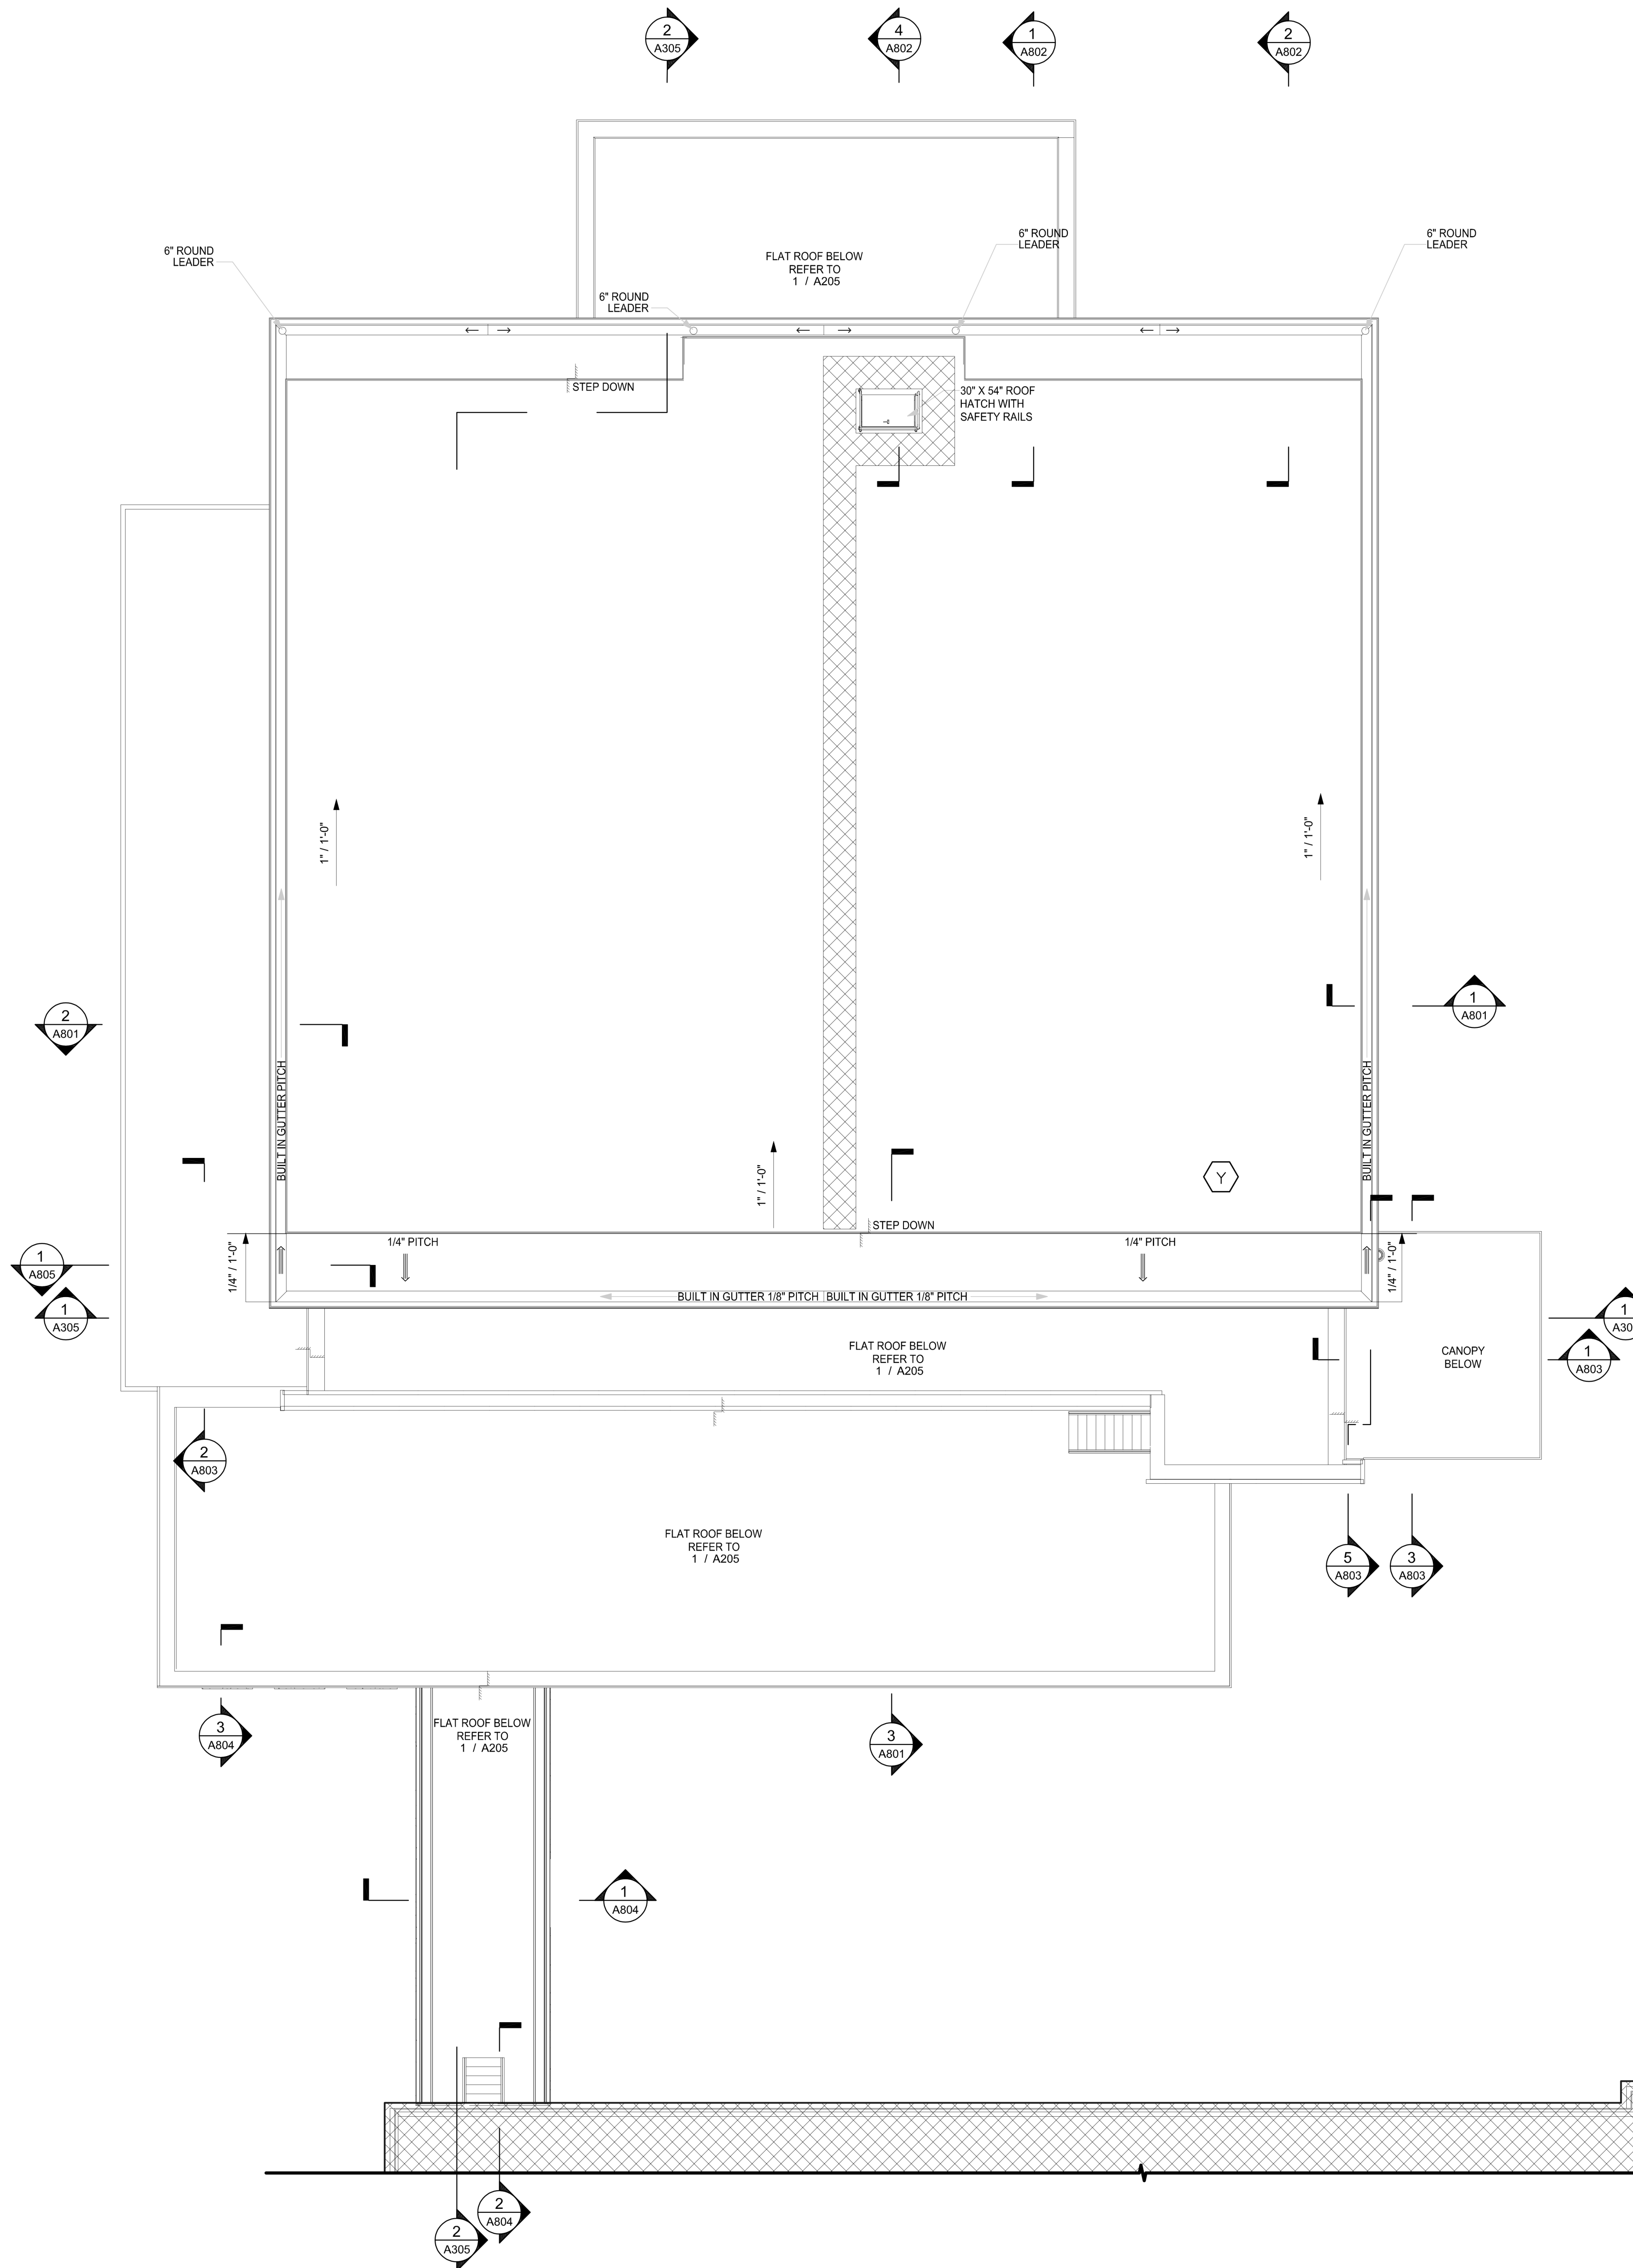 2
A305
4
A802
1
A802
2
A802
6" ROUND
LEADER
6" ROUND
LEADER
FLAT ROOF BELOW
REFER TO
1 / A205
6" ROUND
LEADER
6" ROUND
LEADER
STEP DOWN
30" X 54" ROOF
HATCH WITH
SAFETY RAILS
1" / 1'-0"
1" / 1'-0"
2
A801
1
A801
BUILT IN GUTTER PITCH
BUILT IN GUTTER PITCH
1" / 1'-0"
Y
STEP DOWN
1/4" PITCH
1/4" PITCH
1
A805
1/4" / 1'-0"
1/4" / 1'-0"
BUILT IN GUTTER 1/8" PITCH
BUILT IN GUTTER 1/8" PITCH
1
A305
1
A30
FLAT ROOF BELOW
REFER TO
1 / A205
CANOPY
BELOW
1
A803
2
A803
FLAT ROOF BELOW
REFER TO
1 / A205
5
A803
3
A803
3
A804
FLAT ROOF BELOW
REFER TO
1 / A205
3
A801
1
A804
2
A804
2
A305